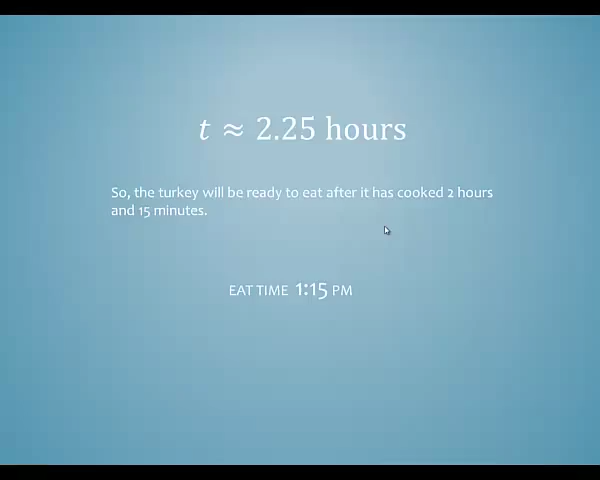 t ≈ 2.25 hours
So, the turkey will be ready to eat after it has cooked 2 hours
and 15 minutes.
EAT TIME 1:15 PM